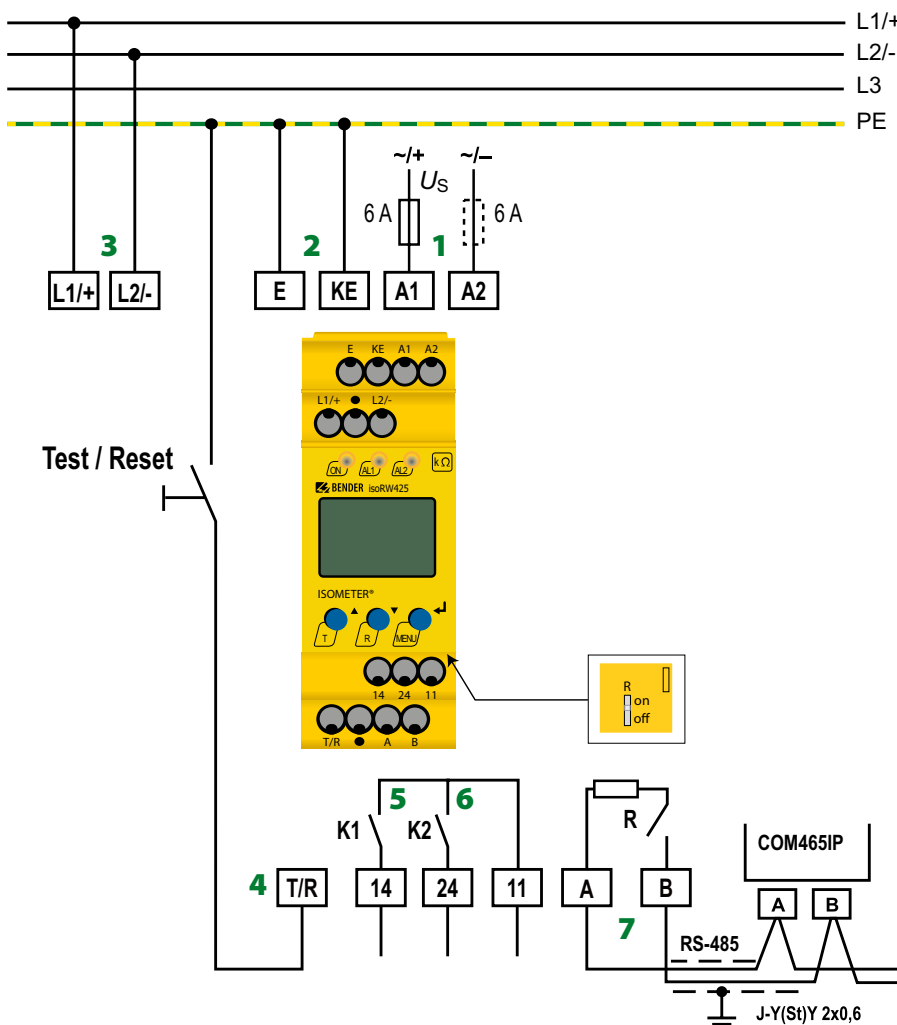 L1/+
L2/-
L3
PE
~/+ ~/–
US
6 A 6 A
3 2 1
L1/+ L2/- E KE A1 A2
E KE A1 A2
L1/+ L2/-
Test / Reset
ON AL1 AL2 kΩ
BENDER isoRW425
ISOMETER®
T R MENU
14 24 11
T/R A B
R
on
off
5 6
K1 K2 R
COM465IP
4 T/R 14 24 11 A B
A B
7
RS-485
J-Y(St)Y 2x0,6